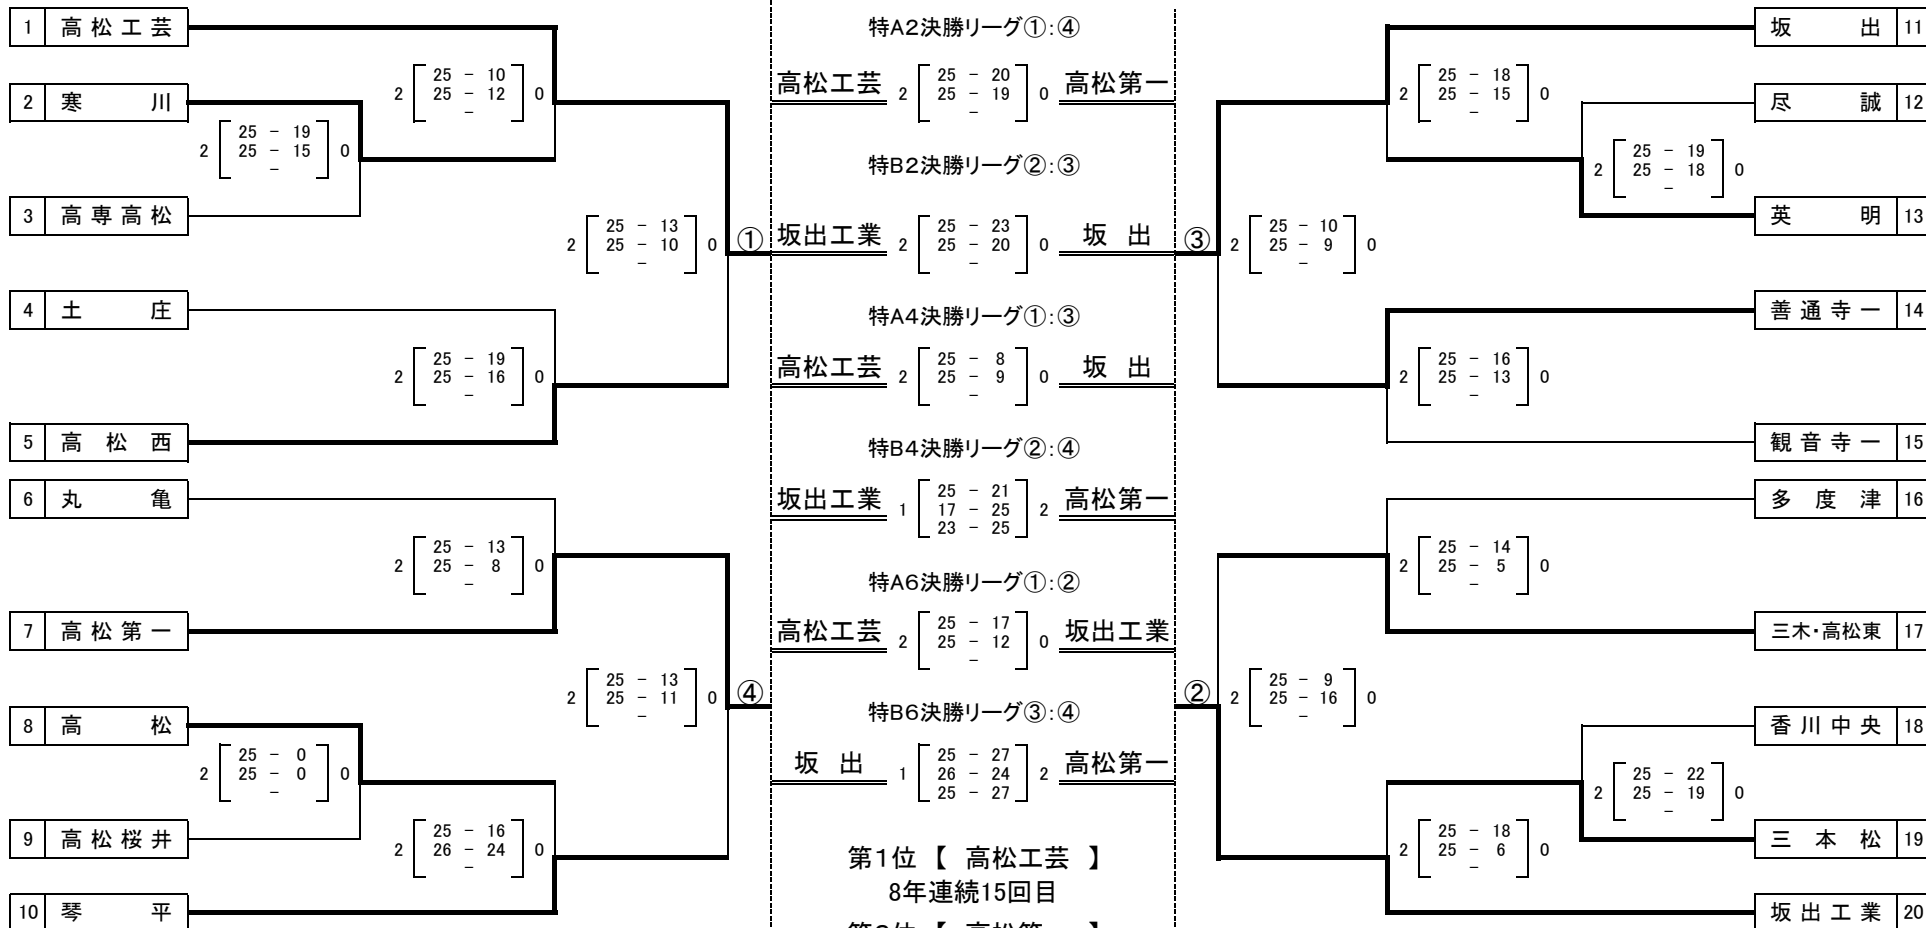 1 高松工芸
2 寒川
3 高専高松
4 土庄
5 高松西
6 丸亀
7 高松第一
8 高松
9 高松桜井
10 琴平
2 25 - 19 0
25 - 15
-
2 25 - 10 0
25 - 12
-
2 25 - 19 0
25 - 16
-
2 25 - 13 0
25 - 10
-
①
2 25 - 13 0
25 - 8
-
2 25 - 0 0
25 - 0
-
2 25 - 16 0
26 - 24
-
2 25 - 13 0
25 - 11
-
④
特A2決勝リーグ①:④
高松工芸 2 25 - 20 0 高松第一
25 - 19
-
特B2決勝リーグ②:③
坂出工業 2 25 - 23 0 坂出
25 - 20
-
特A4決勝リーグ①:③
高松工芸 2 25 - 8 0 坂出
25 - 9
-
特B4決勝リーグ②:④
坂出工業 1 25 - 21 2 高松第一
17 - 25
23 - 25
特A6決勝リーグ①:②
高松工芸 2 25 - 17 0 坂出工業
25 - 12
-
特B6決勝リーグ③:④
坂出 1 25 - 27 2 高松第一
26 - 24
25 - 27
第1位 【 高松工芸 】
8年連続15回目
③
2 25 - 10 0
25 - 9
-
2 25 - 18 0
25 - 15
-
2 25 - 19 0
25 - 18
-
2 25 - 16 0
25 - 13
-
②
2 25 - 9 0
25 - 16
-
2 25 - 14 0
25 - 5
-
2 25 - 22 0
25 - 19
-
2 25 - 18 0
25 - 6
-
坂出 11
尽誠 12
英明 13
善通寺一 14
観音寺一 15
多度津 16
三木・高松東 17
香川中央 18
三本松 19
坂出工業 20